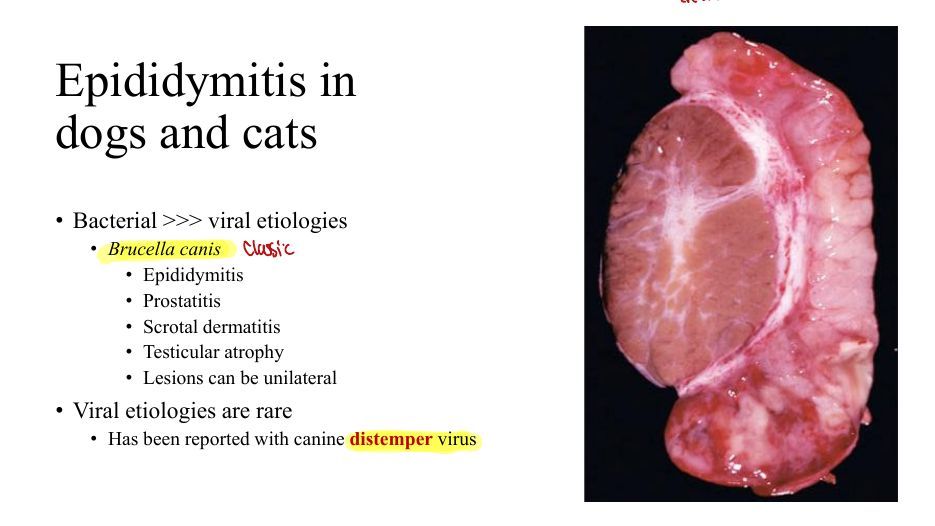 Epididymitis in
dogs and cats
• Bacterial >>> viral etiologies
• Brucella canis Classic
• Epididymitis
• Prostatitis
• Scrotal dermatitis
• Testicular atrophy
• Lesions can be unilateral
• Viral etiologies are rare
• Has been reported with canine distemper virus